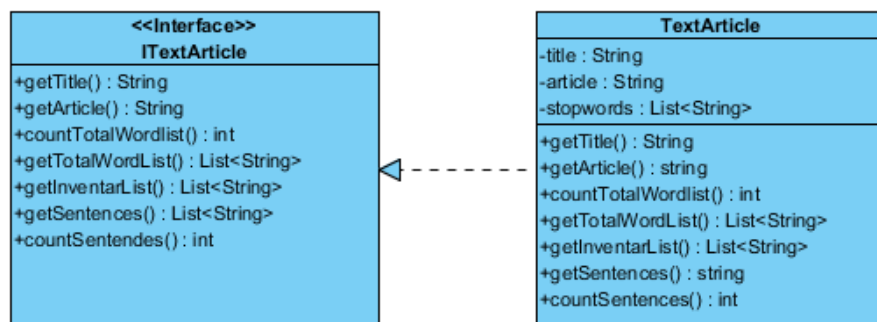 <<Interface>>
ITextArticle
+getTitle() : String
+getArticle() : String
+countTotalWordlist() : int
+getTotalWordList() : List<String>
+getInventarList() : List<String>
+getSentences() : List<String>
+countSentendes() : int
TextArticle
-title : String
-article : String
-stopwords : List<String>
+getTitle() : String
+getArticle() : string
+countTotalWordlist() : int
+getTotalWordList() : List<String>
+getInventarList() : List<String>
+getSentences() : string
+countSentences() : int